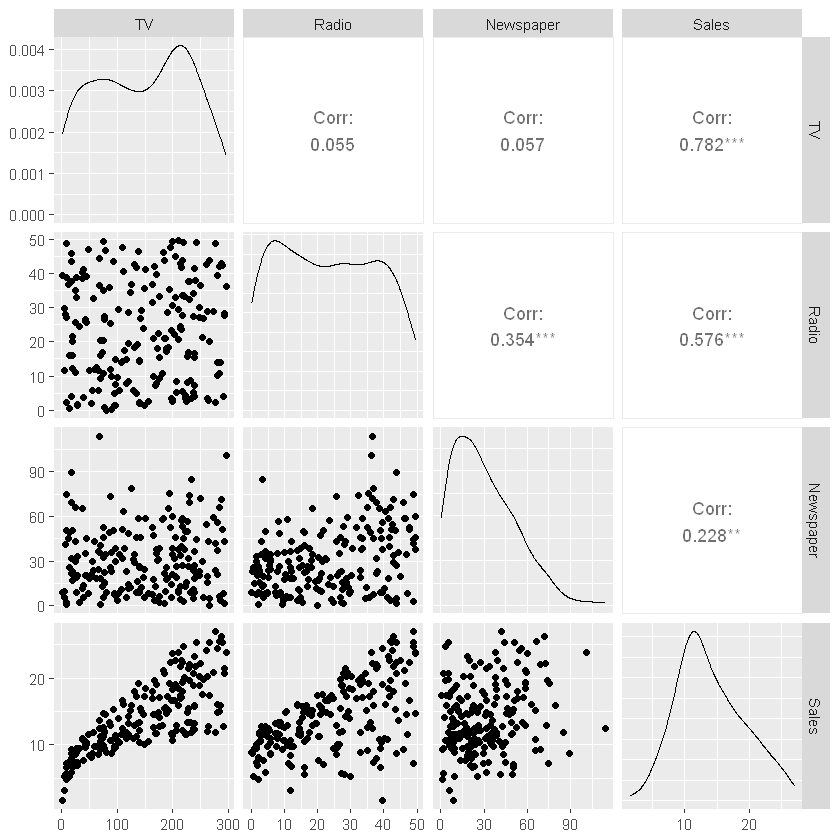 TV Radio Newspaper Sales
0.004
0.003
0.002
0.001
0.000
Corr:
0.055
Corr:
0.057
Corr:
0.782***
TV
50
40
30
20
10
0
Corr:
0.354***
Corr:
0.576***
Radio
90
60
30
0
Corr:
0.228**
Newspaper
20
10
Sales
0 100 200 300 0 10 20 30 40 50 0 30 60 90 10 20